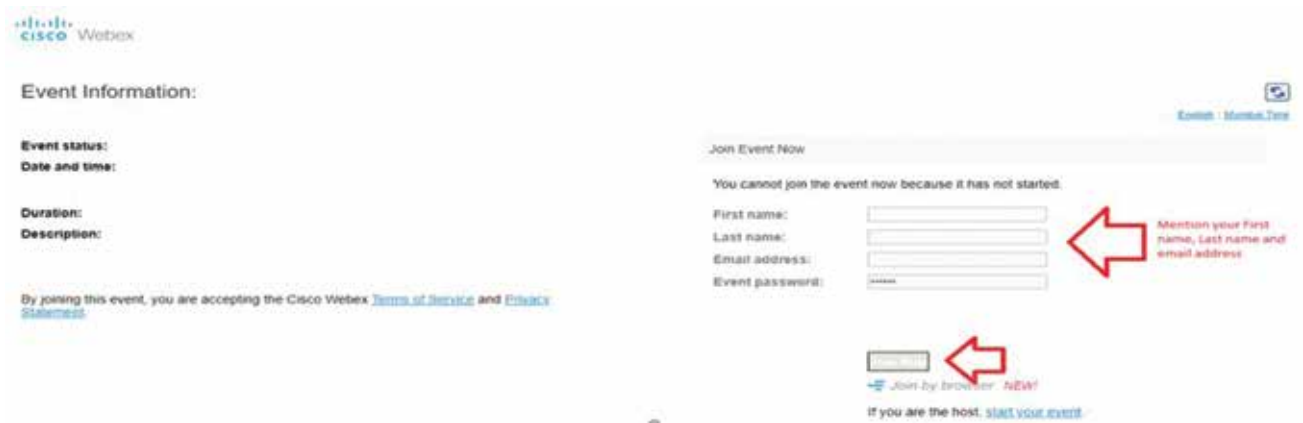 cisco Webex
Event Information:
English : Mumbai Time
Event status:
Date and time:
Duration:
Description:
By joining this event, you are accepting the Cisco Webex Terms of Service and Privacy
Statement.
Join Event Now
You cannot join the event now because it has not started.
First name:
Last name:
Email address:
Event password:
Mention your First
name, Last name and
email address
Join by browser NEW!
If you are the host, start your event.